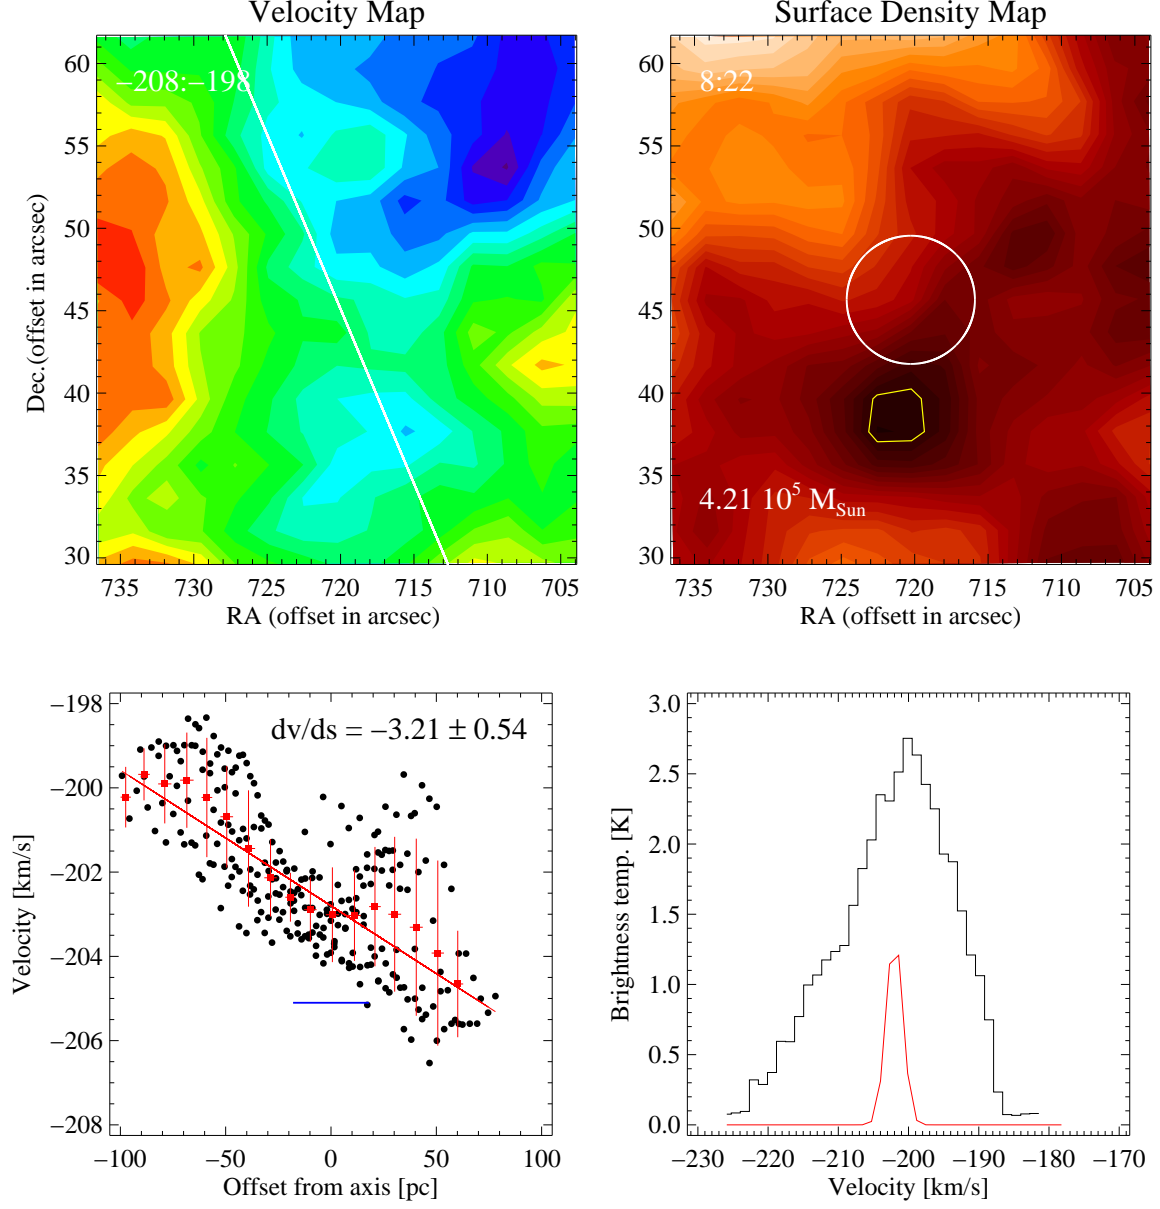 Velocity Map
Surface Density Map
60
55
50
45
40
35
30
−208:−198
Dec.(offset in arcsec)
735 730 725 720 715 710 705
RA (offset in arcsec)
60
55
50
45
40
35
30
8:22
4.21 10⁵ M_Sun
735 730 725 720 715 710 705
RA (offsett in arcsec)
−198
−200
−202
−204
−206
−208
Velocity [km/s]
dv/ds = −3.21 ± 0.54
−100 −50 0 50 100
Offset from axis [pc]
3.0
2.5
2.0
1.5
1.0
0.5
0.0
Brightness temp. [K]
−230 −220 −210 −200 −190 −180 −170
Velocity [km/s]